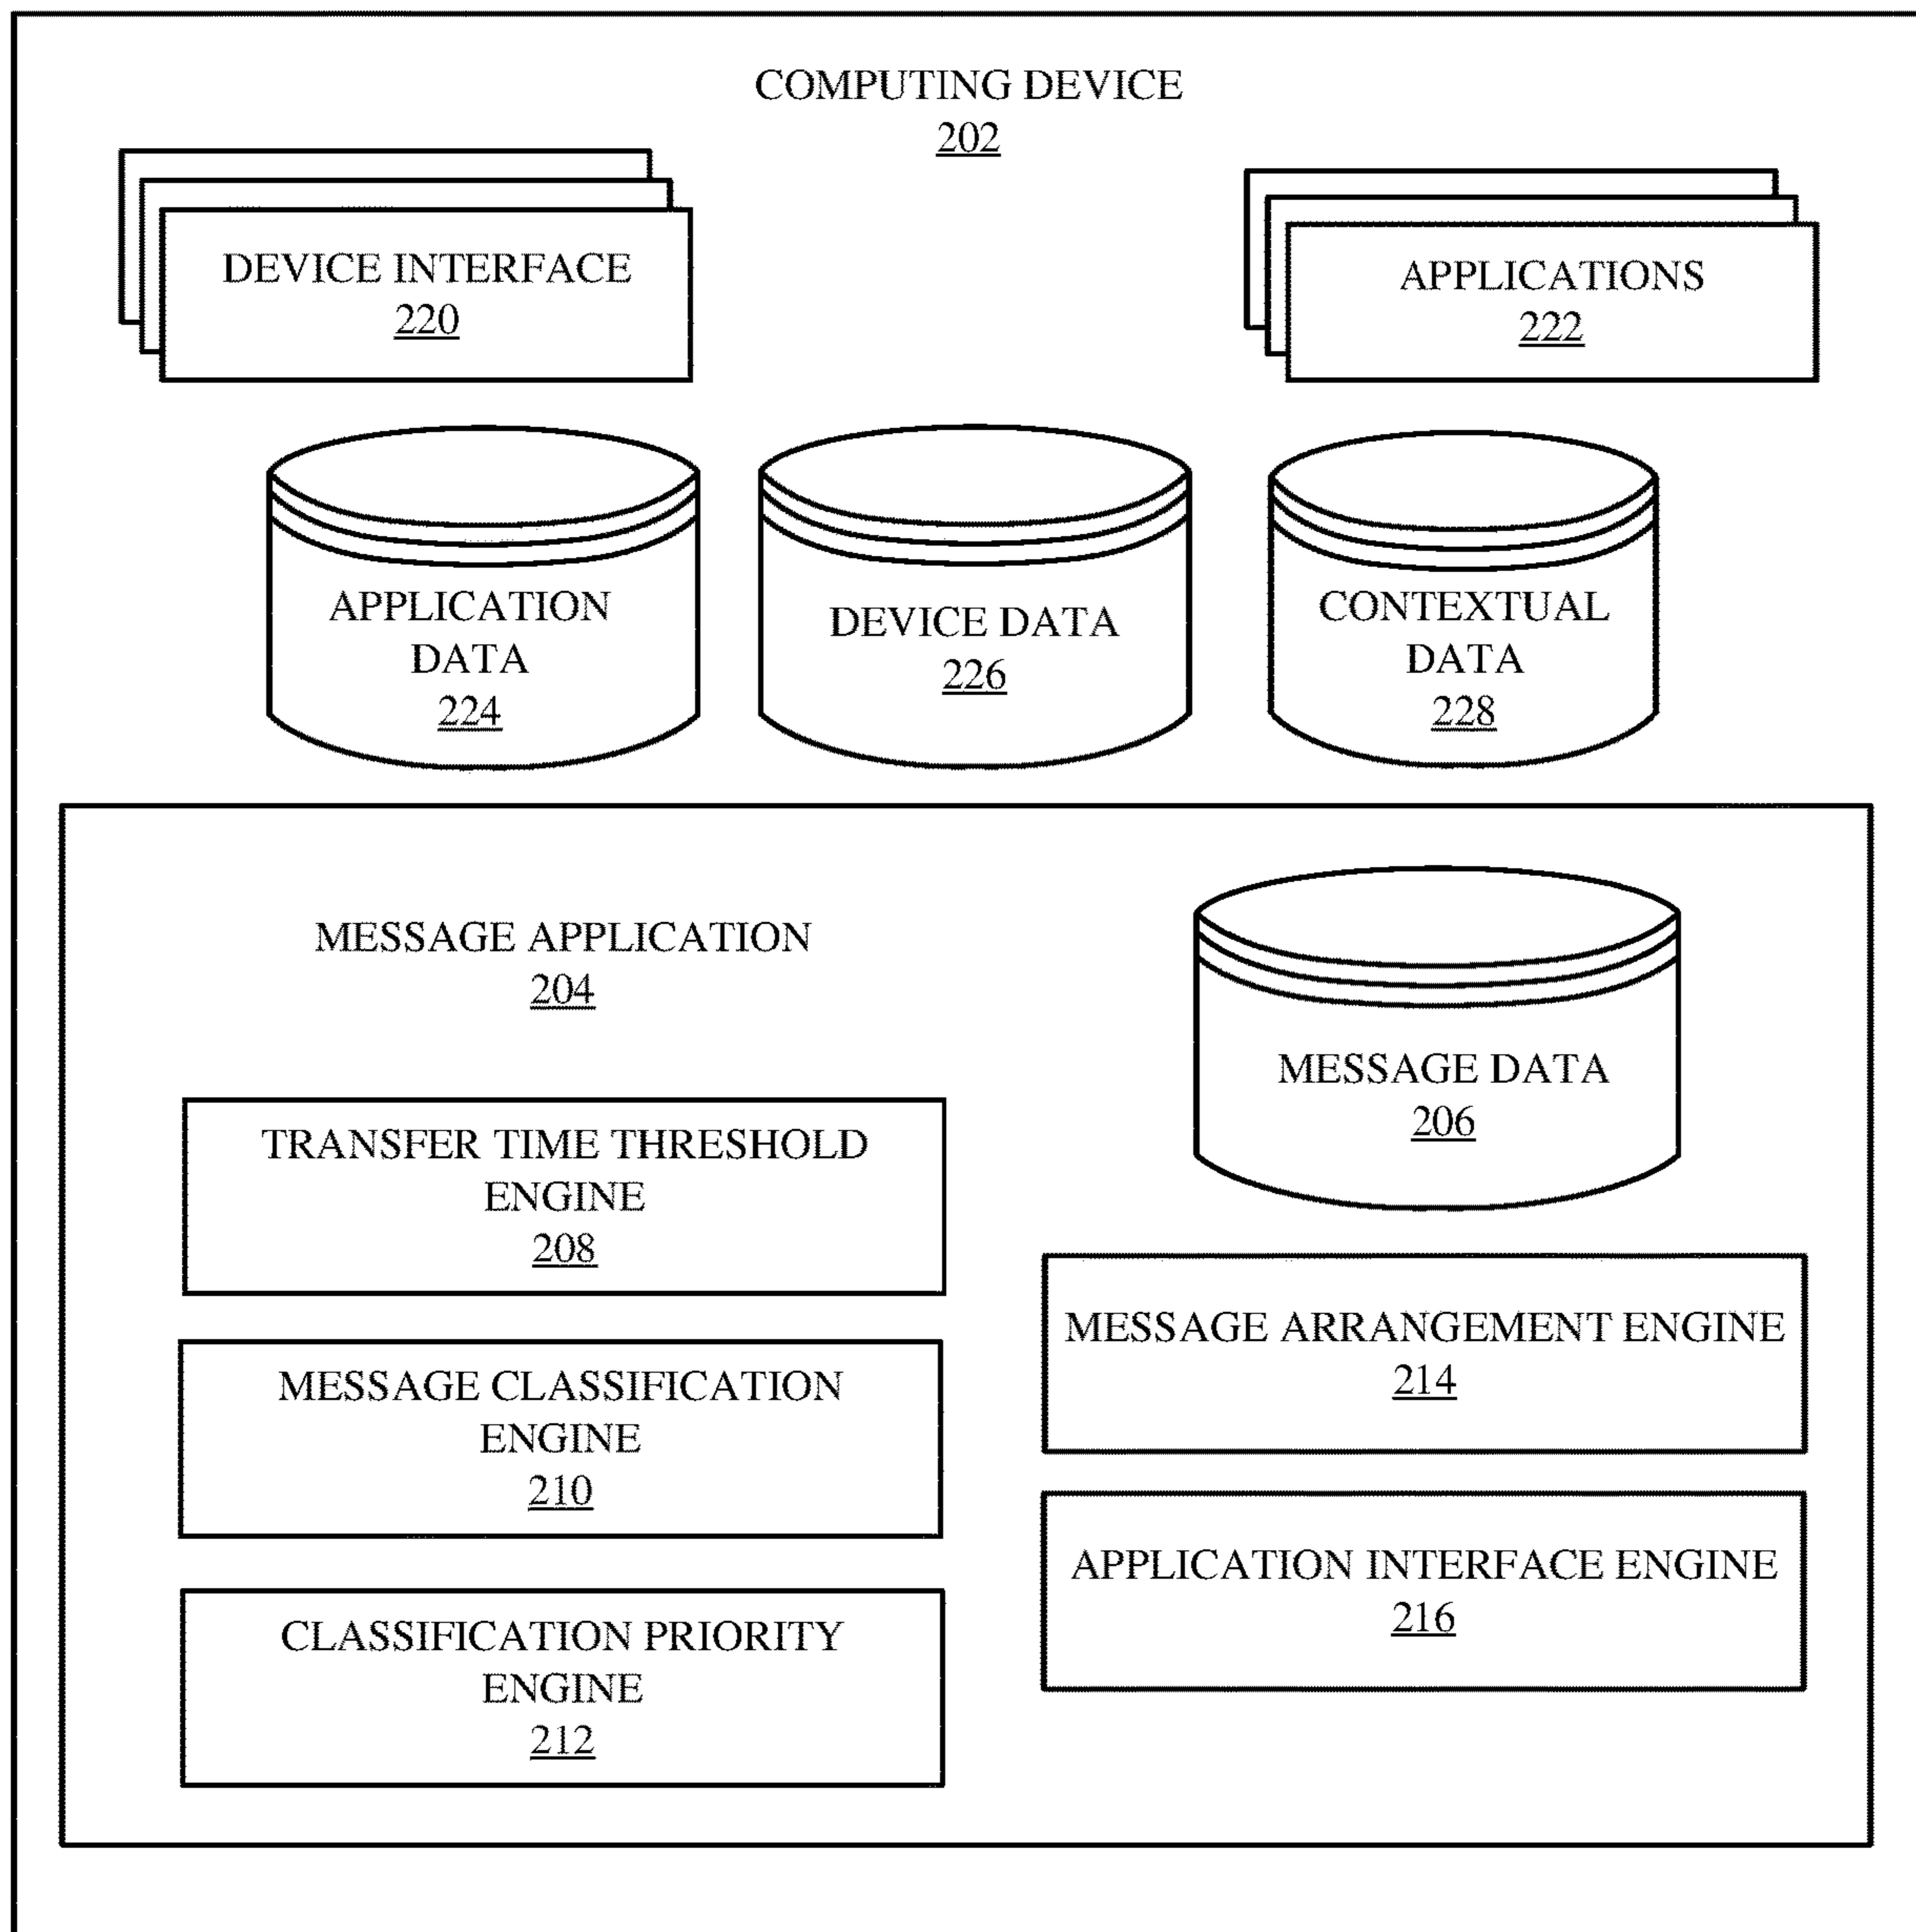 COMPUTING DEVICE
202
DEVICE INTERFACE
220
APPLICATIONS
222
APPLICATION
DATA
224
DEVICE DATA
226
CONTEXTUAL
DATA
228
MESSAGE APPLICATION
204
MESSAGE DATA
206
TRANSFER TIME THRESHOLD
ENGINE
208
MESSAGE CLASSIFICATION
ENGINE
210
CLASSIFICATION PRIORITY
ENGINE
212
MESSAGE ARRANGEMENT ENGINE
214
APPLICATION INTERFACE ENGINE
216